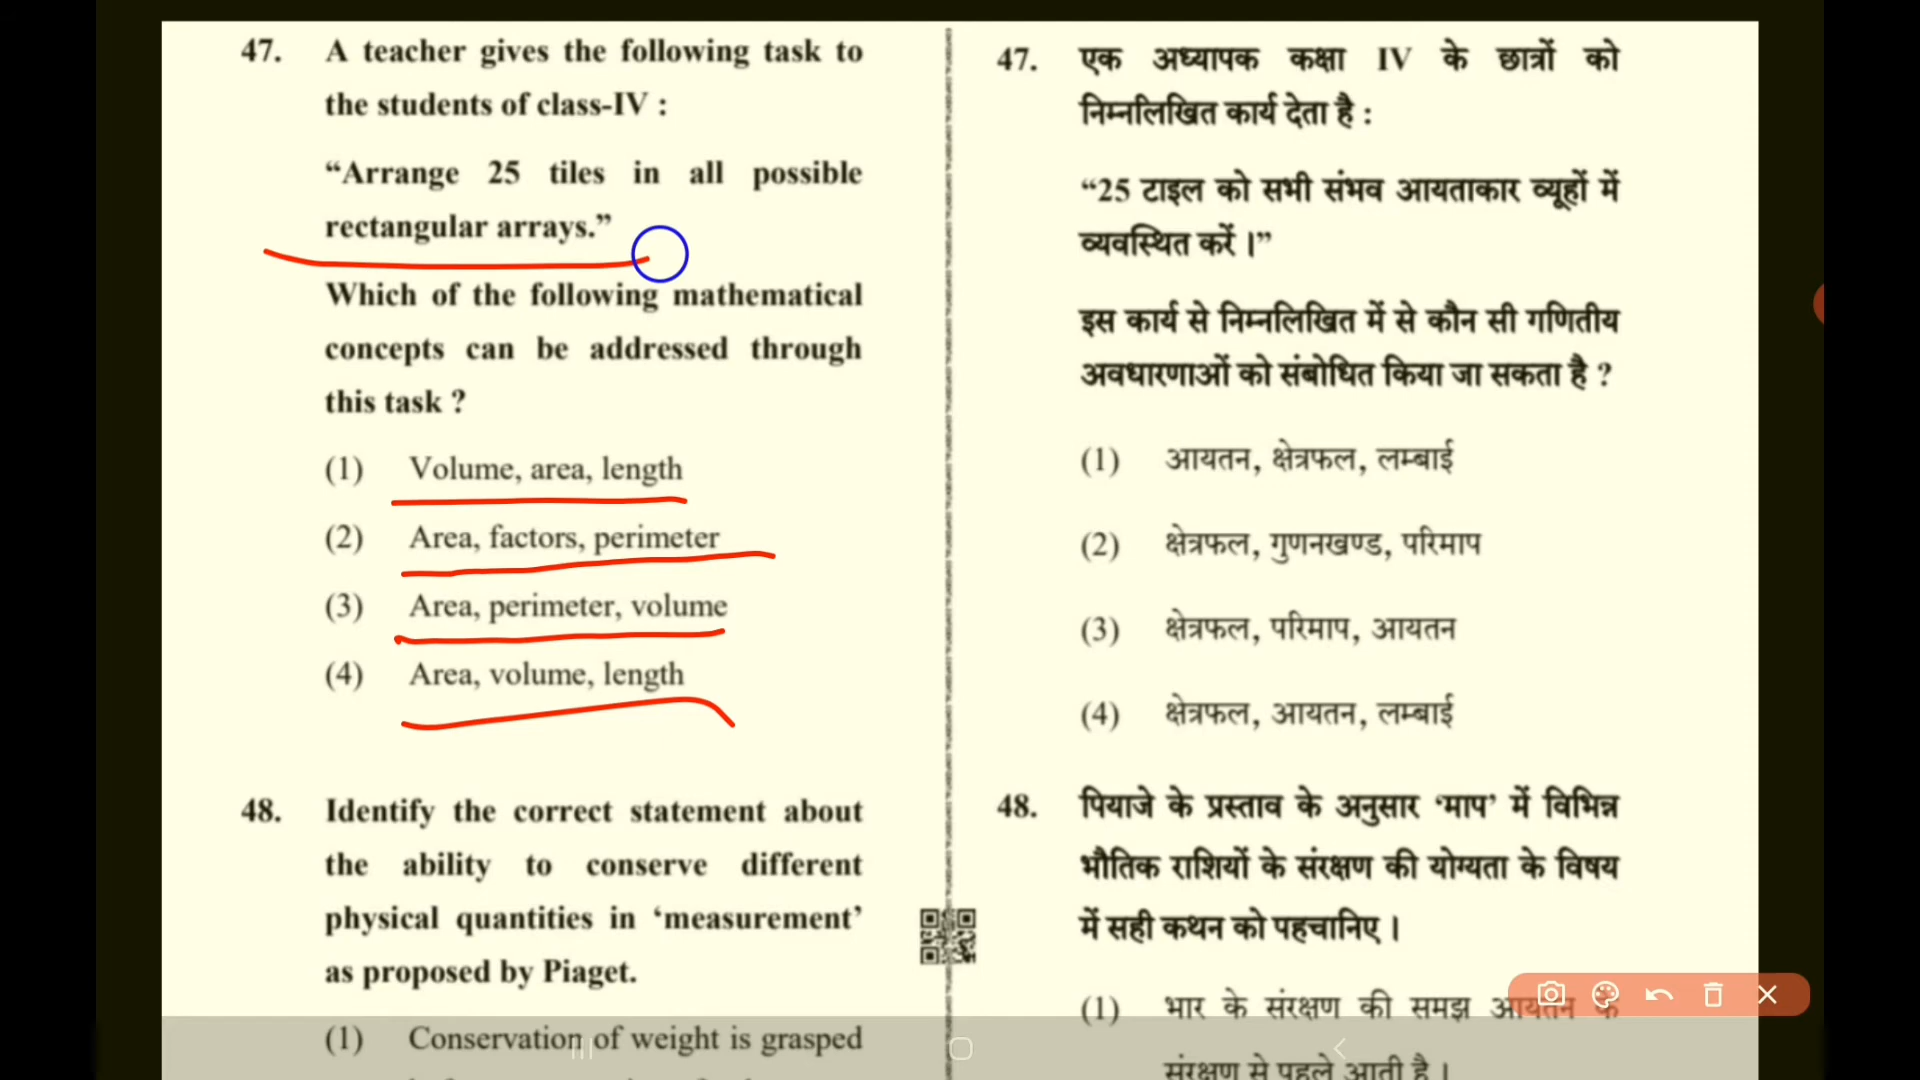 47. A teacher gives the following task to
the students of class-IV :
“Arrange 25 tiles in all possible
rectangular arrays.”
Which of the following mathematical
concepts can be addressed through
this task ?
(1) Volume, area, length
(2) Area, factors, perimeter
(3) Area, perimeter, volume
(4) Area, volume, length
48. Identify the correct statement about
the ability to conserve different
physical quantities in ‘measurement’
as proposed by Piaget.
(1) Conservation of weight is grasped
47. एक अध्यापक कक्षा IV के छात्रों को
निम्नलिखित कार्य देता है :
“25 टाइल को सभी संभव आयताकार व्यूहों में
व्यवस्थित करें ।”
इस कार्य से निम्नलिखित में से कौन सी गणितीय
अवधारणाओं को संबोधित किया जा सकता है ?
(1) आयतन, क्षेत्रफल, लम्बाई
(2) क्षेत्रफल, गुणनखण्ड, परिमाप
(3) क्षेत्रफल, परिमाप, आयतन
(4) क्षेत्रफल, आयतन, लम्बाई
48. पियाजे के प्रस्ताव के अनुसार ‘माप’ में विभिन्न
भौतिक राशियों के संरक्षण की योग्यता के विषय
में सही कथन को पहचानिए ।
(1) भार के संरक्षण की समझ आयतन के
संरक्षण से पहले आती है ।